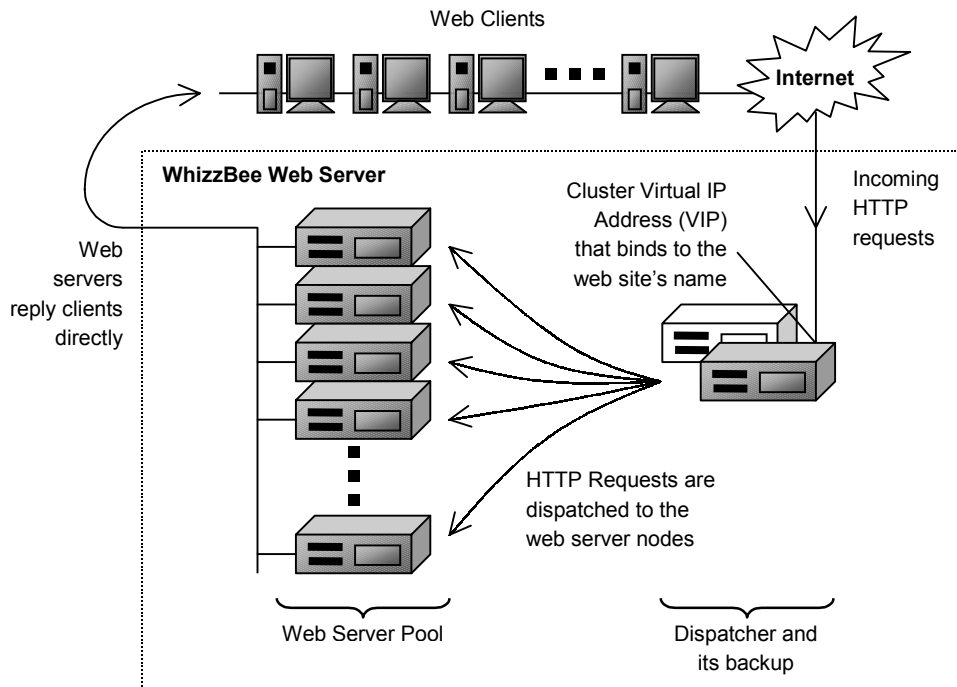 Web Clients
Internet
WhizzBee Web Server
Cluster Virtual IP
Address (VIP)
that binds to the
web site's name
Incoming
HTTP
requests
Web
servers
reply clients
directly
HTTP Requests are
dispatched to the
web server nodes
Web Server Pool
Dispatcher and
its backup